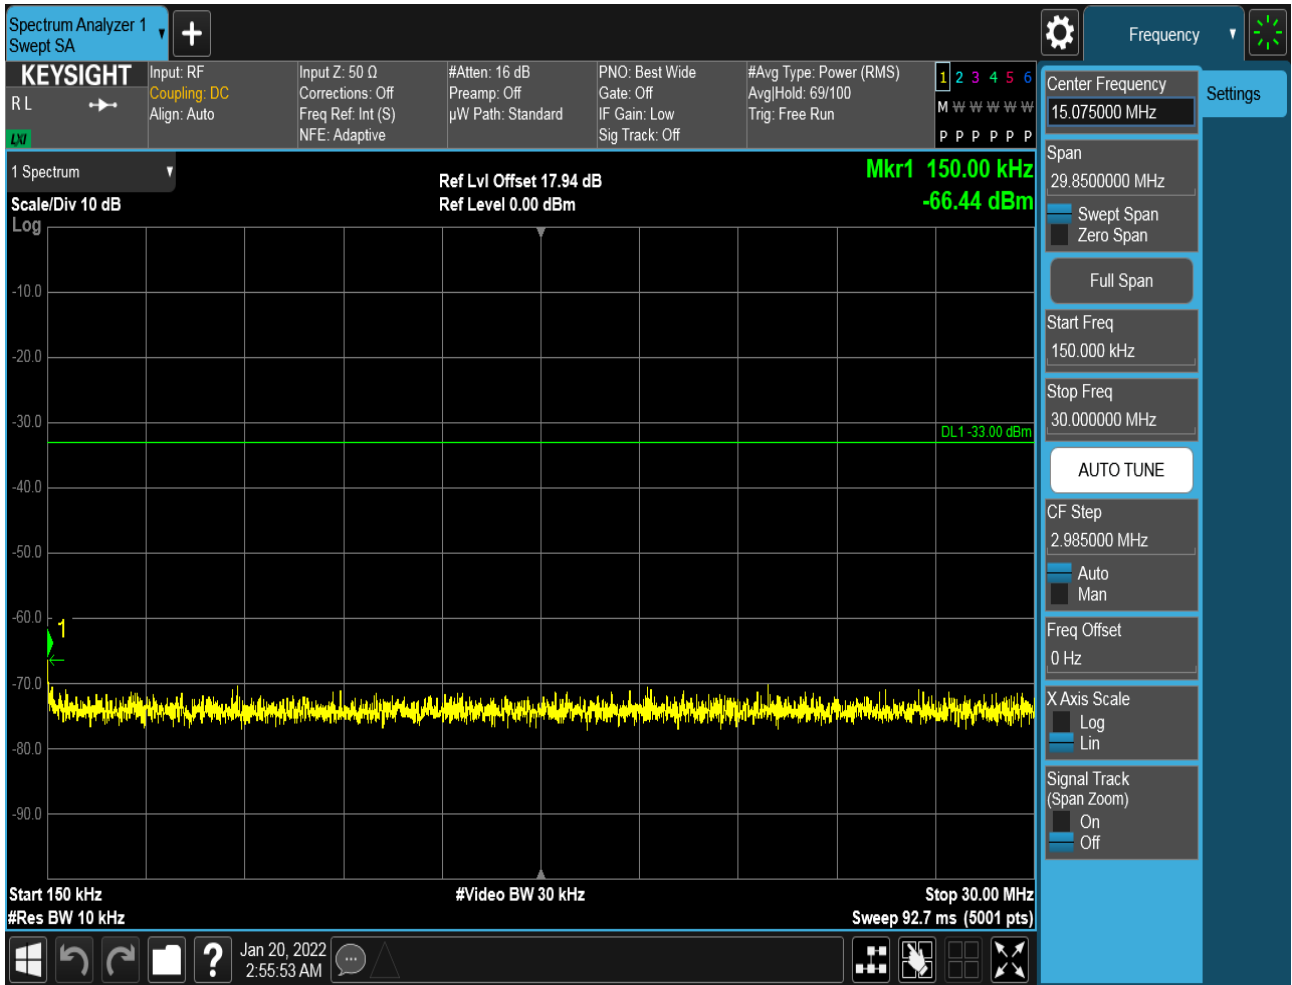 Spectrum Analyzer 1
Swept SA
Frequency
KEYSIGHT
R L
LXI
Input: RF
Coupling: DC
Align: Auto
Input Z: 50 Ω
Corrections: Off
Freq Ref: Int (S)
NFE: Adaptive
#Atten: 16 dB
Preamp: Off
µW Path: Standard
PNO: Best Wide
Gate: Off
IF Gain: Low
Sig Track: Off
#Avg Type: Power (RMS)
Avg|Hold: 69/100
Trig: Free Run
1 2 3 4 5 6
M W W W W W
P P P P P P
Center Frequency
15.075000 MHz
Settings
1 Spectrum
Scale/Div 10 dB
Log
Ref Lvl Offset 17.94 dB
Ref Level 0.00 dBm
Mkr1 150.00 kHz
-66.44 dBm
Span
29.8500000 MHz
Swept Span
Zero Span
Full Span
Start Freq
150.000 kHz
Stop Freq
30.000000 MHz
AUTO TUNE
CF Step
2.985000 MHz
Auto
Man
Freq Offset
0 Hz
X Axis Scale
Log
Lin
Signal Track
(Span Zoom)
On
Off
-10.0
-20.0
-30.0
DL1 -33.00 dBm
-40.0
-50.0
-60.0
1
-70.0
-80.0
-90.0
Start 150 kHz
#Video BW 30 kHz
Stop 30.00 MHz
#Res BW 10 kHz
Sweep 92.7 ms (5001 pts)
?
Jan 20, 2022
2:55:53 AM